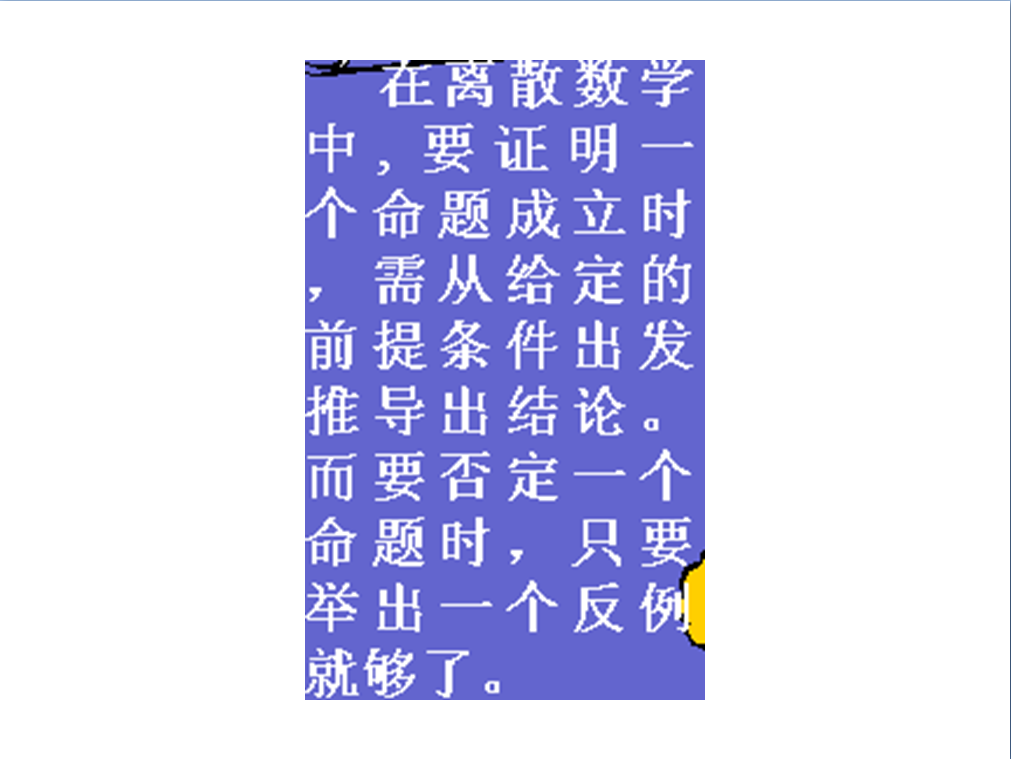 在离散数学
中,要证明一
个命题成立时
，需从给定的
前提条件出发
推导出结论。
而要否定一个
命题时，只要
举出一个反例
就够了。